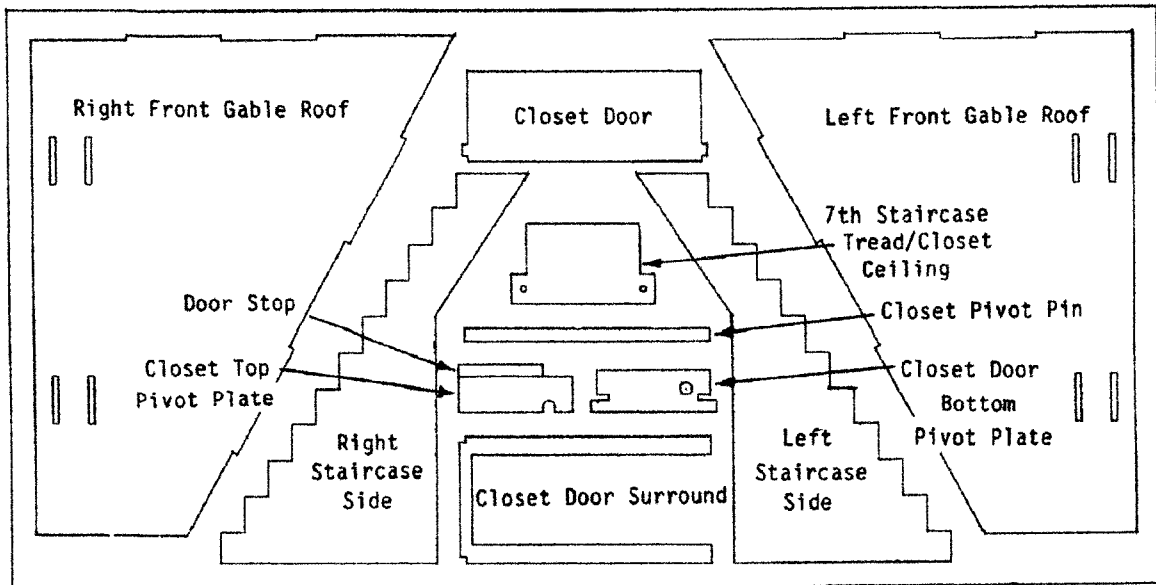 Right Front Gable Roof
Closet Door
Left Front Gable Roof
7th Staircase
Tread/Closet
Ceiling
Door Stop
Closet Pivot Pin
Closet Top
Pivot Plate
Closet Door
Bottom
Pivot Plate
Right
Staircase
Side
Closet Door Surround
Left
Staircase
Side